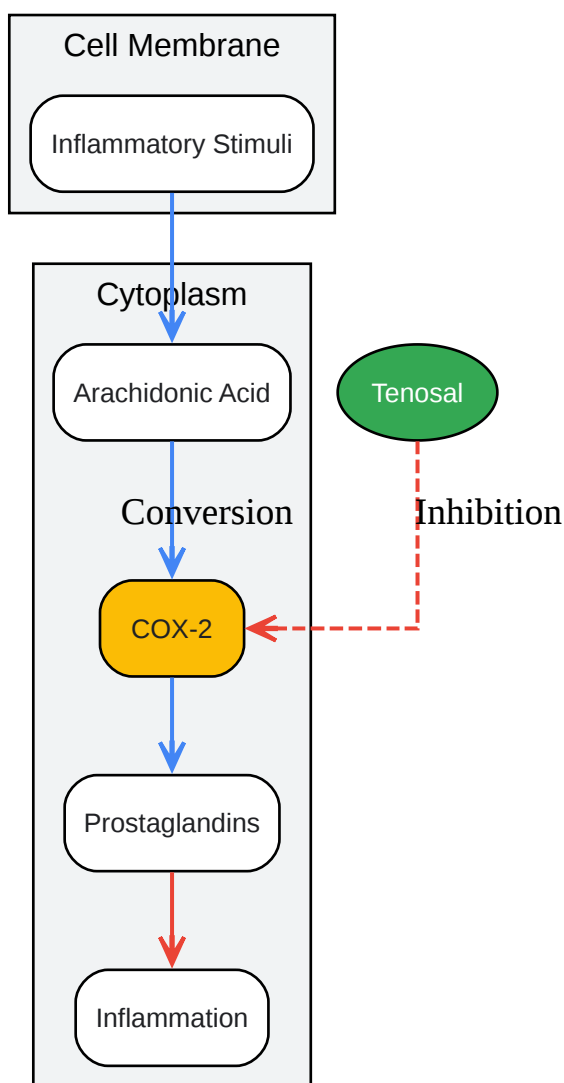 Cell Membrane
Inflammatory Stimuli
Cytoplasm
Arachidonic Acid
Tenosal
Conversion
Inhibition
COX-2
Prostaglandins
Inflammation